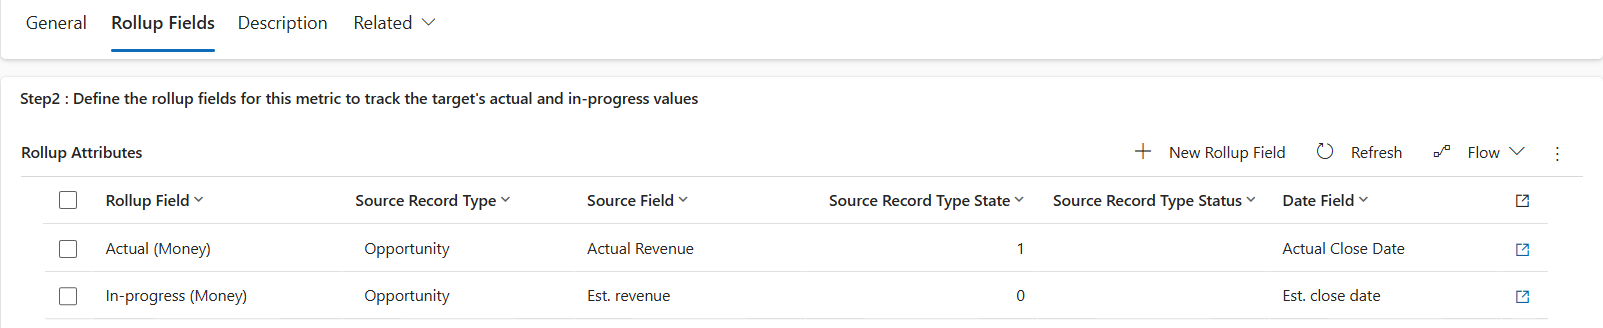 General Rollup Fields Description Related
Step2 : Define the rollup fields for this metric to track the target's actual and in-progress values
Rollup Attributes New Rollup Field Refresh Flow
Rollup Field Source Record Type Source Field Source Record Type State Source Record Type Status Date Field
Actual (Money) Opportunity Actual Revenue 1 Actual Close Date
In-progress (Money) Opportunity Est. revenue 0 Est. close date